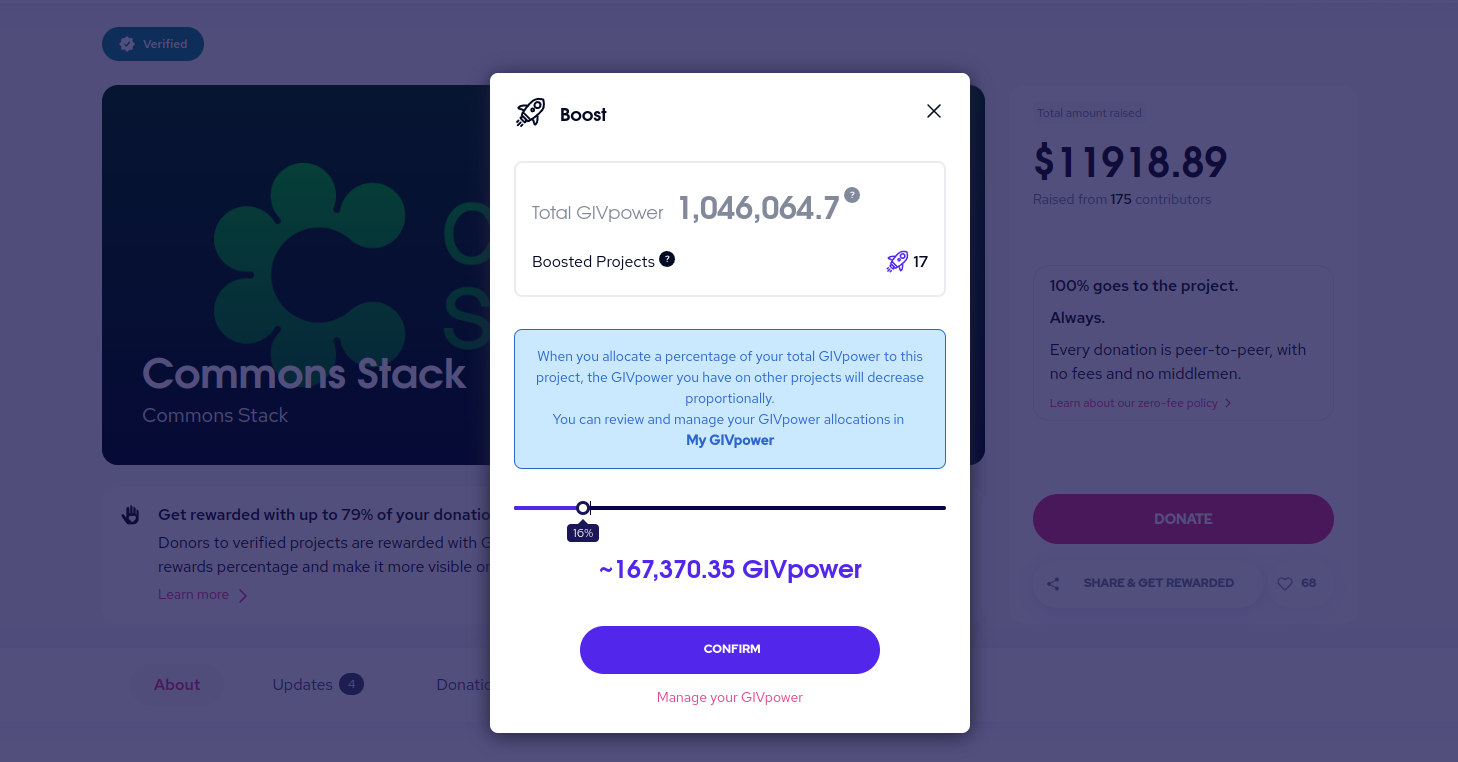 Verified
Boost
Total GIVpower 1,046,064.7 ?
Boosted Projects ? 17
When you allocate a percentage of your total GIVpower to this
project, the GIVpower you have on other projects will decrease
proportionally.
You can review and manage your GIVpower allocations in
My GIVpower
16%
~167,370.35 GIVpower
CONFIRM
Manage your GIVpower
C
S
Commons Stack
Commons Stack
Get rewarded with up to 79% of your donatio
Donors to verified projects are rewarded with G
rewards percentage and make it more visible or
Learn more
About
Updates 4
Donatic
Total amount raised
$11918.89
Raised from 175 contributors
100% goes to the project.
Always.
Every donation is peer-to-peer, with
no fees and no middlemen.
Learn about our zero-fee policy
DONATE
SHARE & GET REWARDED
68